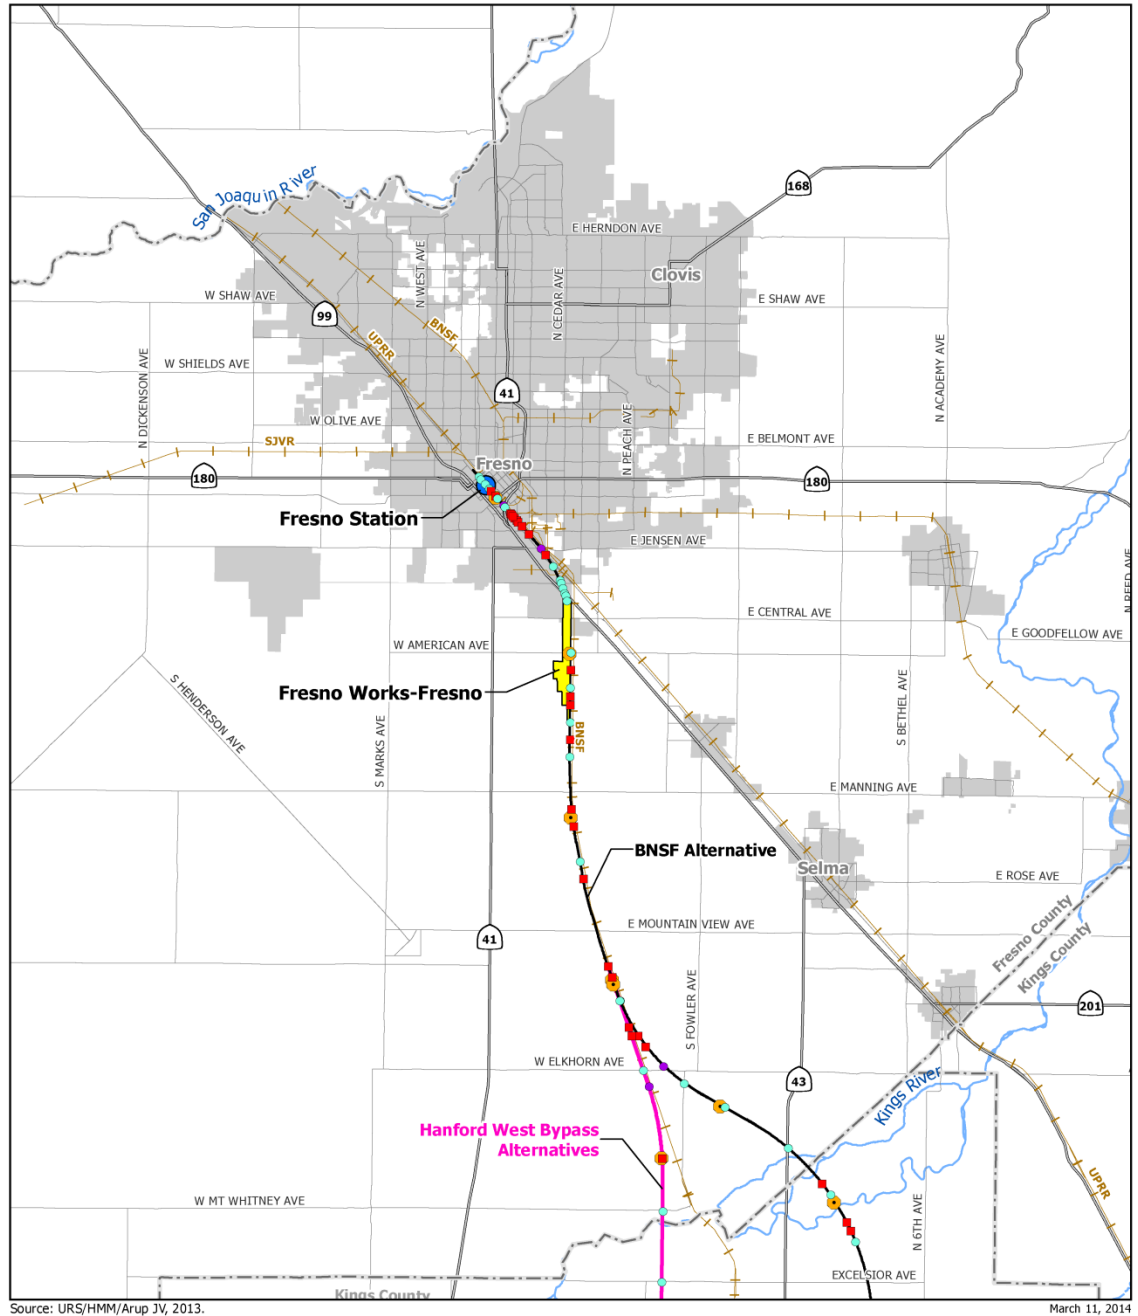 San Joaquin River
168
E HERNDON AVE
N WEST AVE
Clovis
N CEDAR AVE
W SHAW AVE
E SHAW AVE
99
BNSF
UPRR
N DICKENSON AVE
W SHIELDS AVE
N ACADEMY AVE
41
W OLIVE AVE
N PEACH AVE
E BELMONT AVE
SJVR
Fresno
180
180
Fresno Station
E JENSEN AVE
N REED AVE
E CENTRAL AVE
E GOODFELLOW AVE
W AMERICAN AVE
Fresno Works-Fresno
S HENDERSON AVE
S MARKS AVE
S BETHEL AVE
BNSF
E MANNING AVE
BNSF Alternative
Selma
E ROSE AVE
E MOUNTAIN VIEW AVE
41
Fresno County
Kings County
S FOWLER AVE
201
W ELKHORN AVE
43
Kings River
Hanford West Bypass
Alternatives
W MT WHITNEY AVE
N 6TH AVE
UPRR
EXCELSIOR AVE
Kings County
Source: URS/HMM/Arup JV, 2013.
March 11, 2014